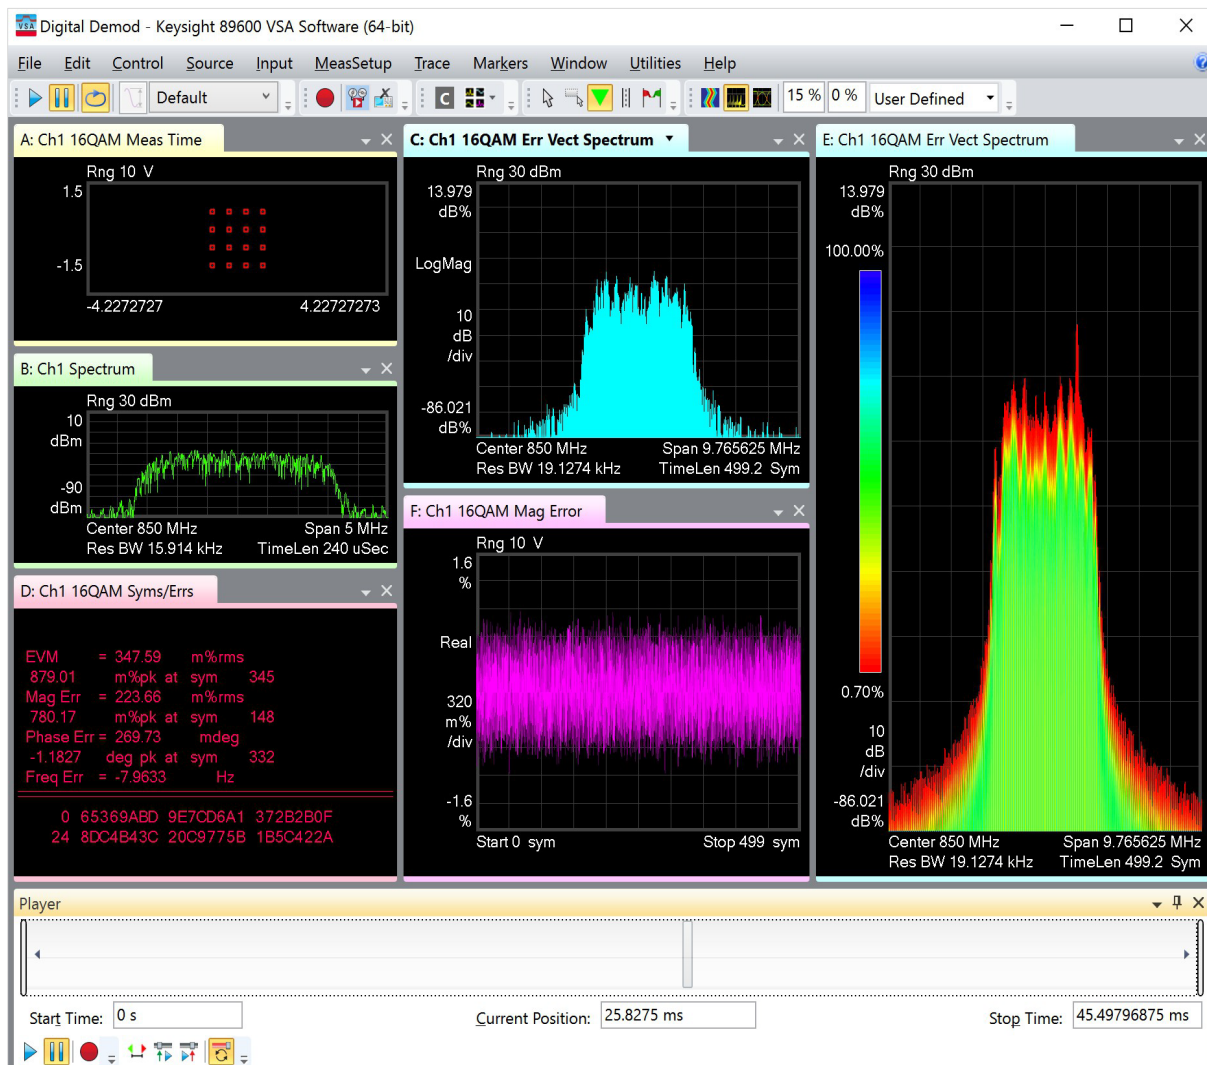 VSA Digital Demod - Keysight 89600 VSA Software (64-bit)
File Edit Control Source Input MeasSetup Trace Markers Window Utilities Help
Default C 15 % 0 % User Defined
A: Ch1 16QAM Meas Time
Rng 10 V
1.5
-1.5
-4.2272727 4.22727273
B: Ch1 Spectrum
Rng 30 dBm
10
dBm
-90
dBm
Center 850 MHz Span 5 MHz
Res BW 15.914 kHz TimeLen 240 uSec
D: Ch1 16QAM Syms/Errs
EVM = 347.59 m%rms
879.01 m%pk at sym 345
Mag Err = 223.66 m%rms
780.17 m%pk at sym 148
Phase Err = 269.73 mdeg
-1.1827 deg pk at sym 332
Freq Err = -7.9633 Hz
0 65369ABD 9E7CD6A1 372B2B0F
24 8DC4B43C 20C9775B 1B5C422A
C: Ch1 16QAM Err Vect Spectrum
Rng 30 dBm
13.979
dB%
LogMag
10
dB
/div
-86.021
dB%
Center 850 MHz Span 9.765625 MHz
Res BW 19.1274 kHz TimeLen 499.2 Sym
F: Ch1 16QAM Mag Error
Rng 10 V
1.6
%
Real
320
m%
/div
-1.6
%
Start 0 sym Stop 499 sym
E: Ch1 16QAM Err Vect Spectrum
Rng 30 dBm
13.979
dB%
100.00%
0.70%
10
dB
/div
-86.021
dB%
Center 850 MHz Span 9.765625 MHz
Res BW 19.1274 kHz TimeLen 499.2 Sym
Player
Start Time: 0 s Current Position: 25.8275 ms Stop Time: 45.49796875 ms